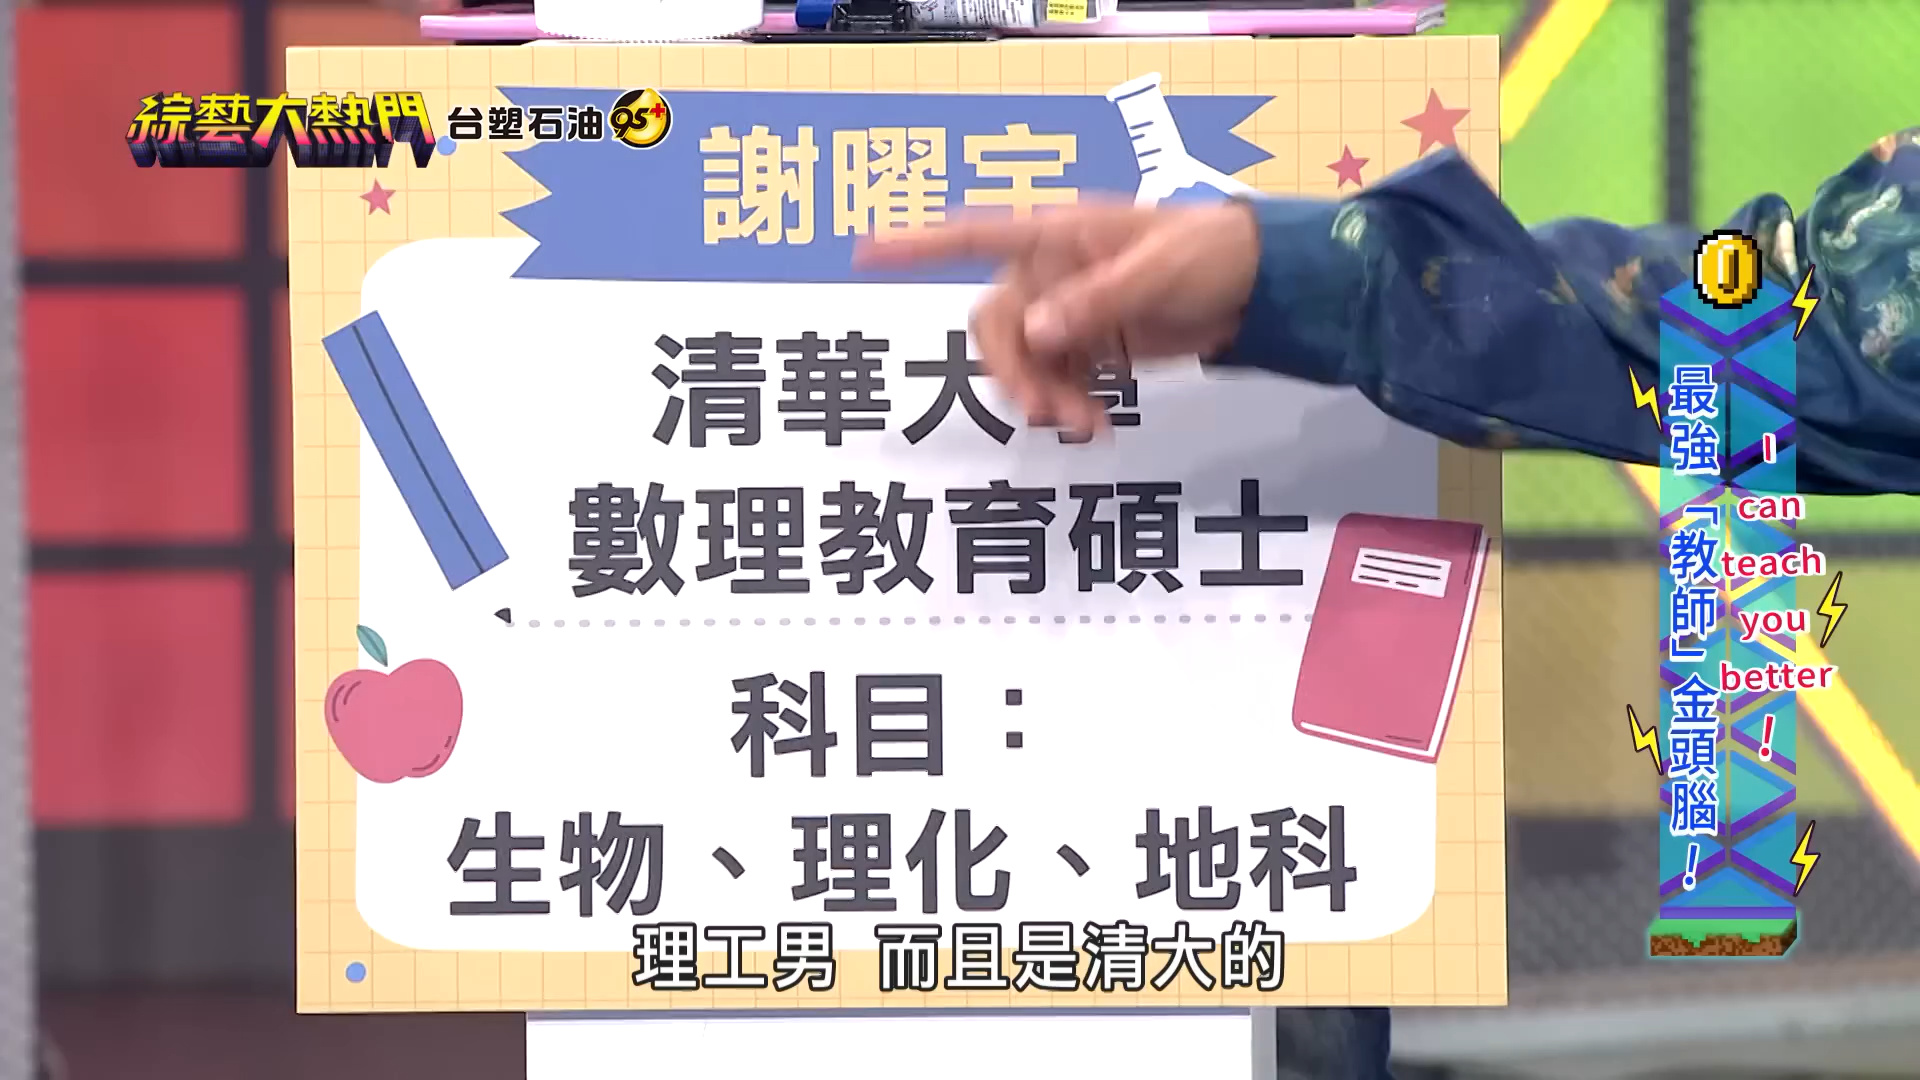 綜藝大熱門
台塑石油 95+
謝曜宇
清華大學
數理教育碩士
科目：
生物、理化、地科
理工男 而且是清大的
最強「教師」金頭腦！
I can teach you better！